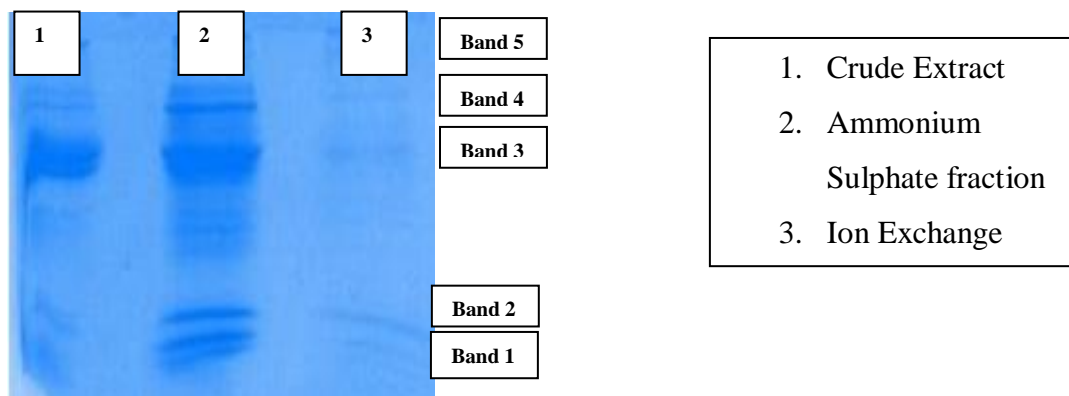 1
2
3
Band 5
Band 4
Band 3
Band 2
Band 1
1. Crude Extract
2. Ammonium
Sulphate fraction
3. Ion Exchange